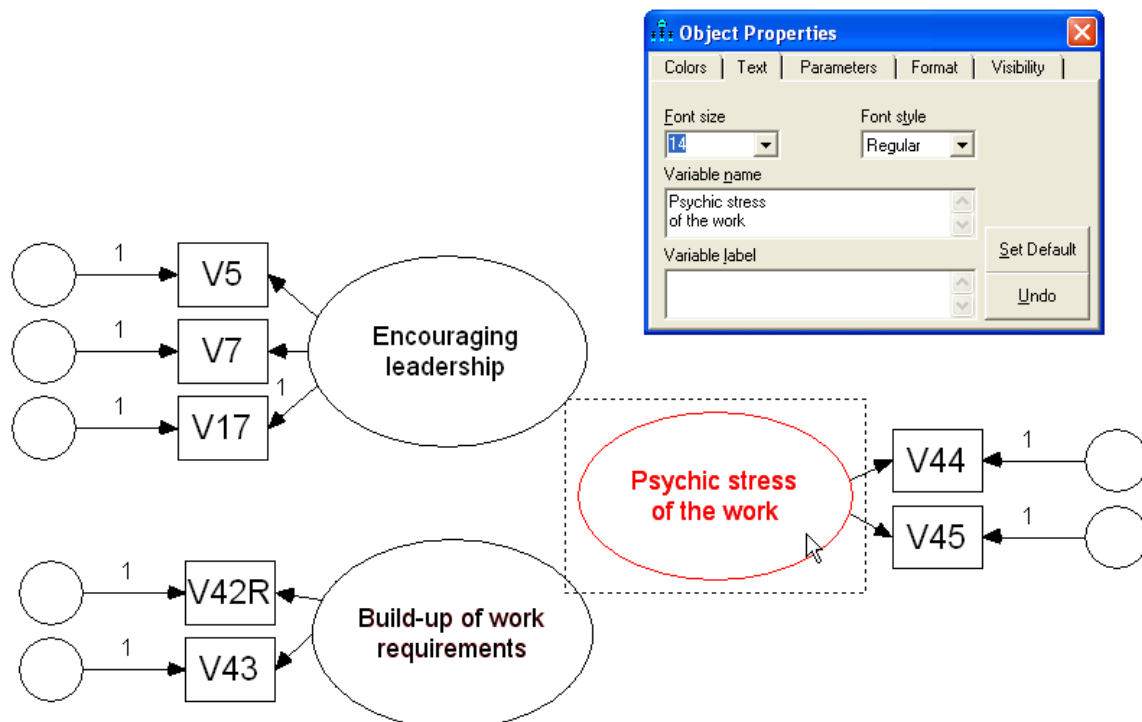 Object Properties
Colors Text Parameters Format Visibility
Font size Font style
14 Regular
Variable name
Psychic stress
of the work
Variable label
Set Default
Undo
1 V5
1 V7
1 V17
1
Encouraging
leadership
Psychic stress
of the work
V44 1
V45 1
1 V42R
1 V43
Build-up of work
requirements